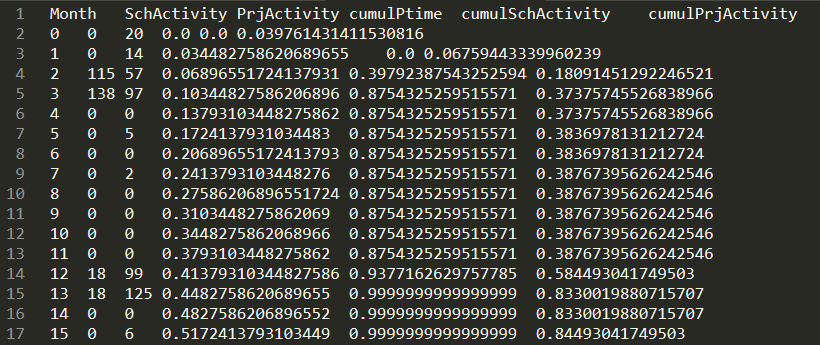 1 Month SchActivity PrjActivity cumulPtime cumulSchActivity cumulPrjActivity
2 0 0 20 0.0 0.0 0.039761431411530816
3 1 0 14 0.034482758620689655 0.0 0.06759443339960239
4 2 115 57 0.06896551724137931 0.39792387543252594 0.18091451292246521
5 3 138 97 0.10344827586206896 0.8754325259515571 0.37375745526838966
6 4 0 0 0.13793103448275862 0.8754325259515571 0.37375745526838966
7 5 0 5 0.1724137931034483 0.8754325259515571 0.3836978131212724
8 6 0 0 0.20689655172413793 0.8754325259515571 0.3836978131212724
9 7 0 2 0.2413793103448276 0.8754325259515571 0.38767395626242546
10 8 0 0 0.27586206896551724 0.8754325259515571 0.38767395626242546
11 9 0 0 0.3103448275862069 0.8754325259515571 0.38767395626242546
12 10 0 0 0.3448275862068966 0.8754325259515571 0.38767395626242546
13 11 0 0 0.3793103448275862 0.8754325259515571 0.38767395626242546
14 12 18 99 0.41379310344827586 0.9377162629757785 0.584493041749503
15 13 18 125 0.4482758620689655 0.9999999999999999 0.8330019880715707
16 14 0 0 0.4827586206896552 0.9999999999999999 0.8330019880715707
17 15 0 6 0.5172413793103449 0.9999999999999999 0.84493041749503